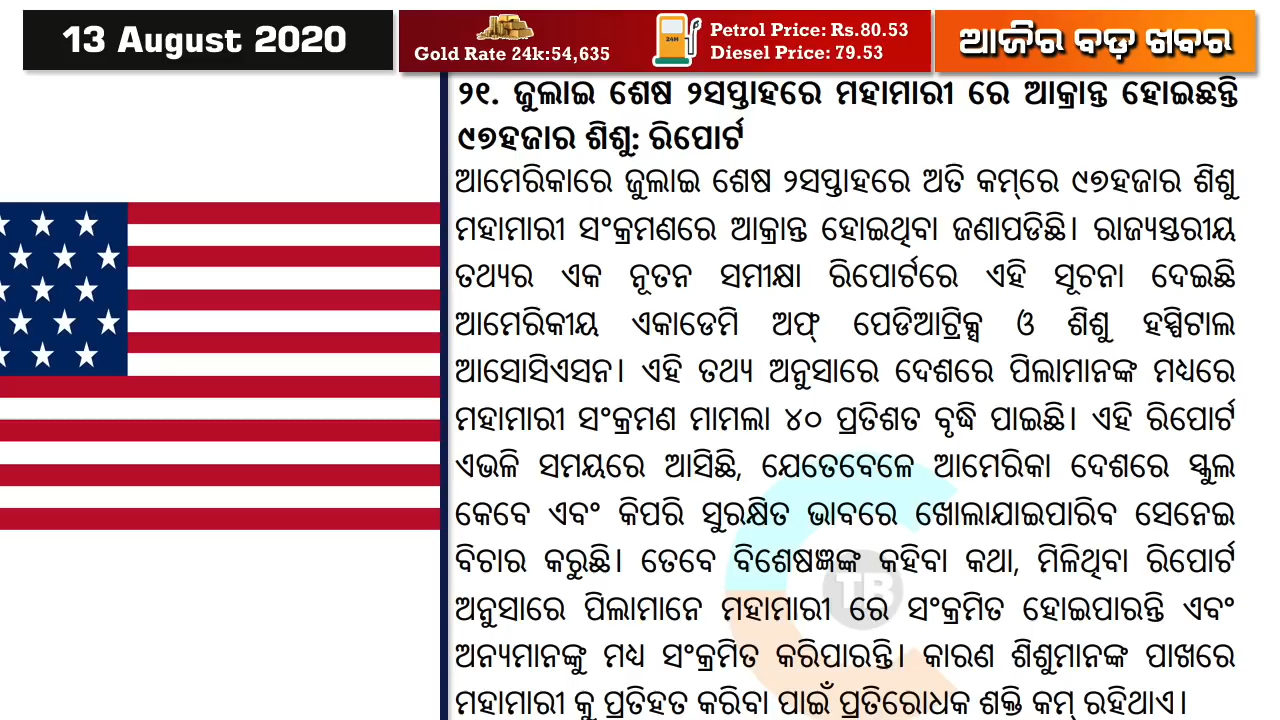 13 August 2020
Gold Rate 24k:54,635
24H
Petrol Price: Rs.80.53
Diesel Price: 79.53
ଆଜିର ବଡ଼ ଖବର
୨୧. ଜୁଲାଇ ଶେଷ ୨ସପ୍ତାହରେ ମହାମାରୀ ରେ ଆକ୍ରାନ୍ତ ହୋଇଛନ୍ତି
୯୭ହଜାର ଶିଶୁ: ରିପୋର୍ଟ
ଆମେରିକାରେ ଜୁଲାଇ ଶେଷ ୨ସପ୍ତାହରେ ଅତି କମ୍‌ରେ ୯୭ହଜାର ଶିଶୁ
ମହାମାରୀ ସଂକ୍ରମଣରେ ଆକ୍ରାନ୍ତ ହୋଇଥିବା ଜଣାପଡିଛି। ରାଜ୍ୟସ୍ତରୀୟ
ତଥ୍ୟର ଏକ ନୂତନ ସମୀକ୍ଷା ରିପୋର୍ଟରେ ଏହି ସୂଚନା ଦେଇଛି
ଆମେରିକୀୟ ଏକାଡେମି ଅଫ୍ ପେଡିଆଟ୍ରିକ୍ସ ଓ ଶିଶୁ ହସ୍ପିଟାଲ
ଆସୋସିଏସନ। ଏହି ତଥ୍ୟ ଅନୁସାରେ ଦେଶରେ ପିଲାମାନଙ୍କ ମଧ୍ୟରେ
ମହାମାରୀ ସଂକ୍ରମଣ ମାମଲା ୪୦ ପ୍ରତିଶତ ବୃଦ୍ଧି ପାଇଛି। ଏହି ରିପୋର୍ଟ
ଏଭଳି ସମୟରେ ଆସିଛି, ଯେତେବେଳେ ଆମେରିକା ଦେଶରେ ସ୍କୁଲ
କେବେ ଏବଂ କିପରି ସୁରକ୍ଷିତ ଭାବରେ ଖୋଲାଯାଇପାରିବ ସେନେଇ
ବିଚାର କରୁଛି। ତେବେ ବିଶେଷଜ୍ଞଙ୍କ କହିବା କଥା, ମିଳିଥିବା ରିପୋର୍ଟ
ଅନୁସାରେ ପିଲାମାନେ ମହାମାରୀ ରେ ସଂକ୍ରମିତ ହୋଇପାରନ୍ତି ଏବଂ
ଅନ୍ୟମାନଙ୍କୁ ମଧ୍ୟ ସଂକ୍ରମିତ କରିପାରନ୍ତି। କାରଣ ଶିଶୁମାନଙ୍କ ପାଖରେ
ମହାମାରୀ କୁ ପ୍ରତିହତ କରିବା ପାଇଁ ପ୍ରତିରୋଧକ ଶକ୍ତି କମ୍ ରହିଥାଏ।
TB